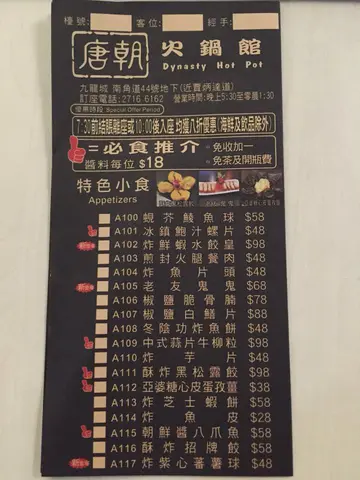 檯號: 客位: 經手:
唐朝 火鍋館
Dynasty Hot Pot
九龍城 南角道44號地下(近賈炳達道)
訂座電話:2716 6162 營業時間:晚上5:30至零晨1:30
優惠時段 Special Offer Period
7:30前結賬離座或10:00後入座 均獲八折優惠(海鮮及飲品除外)
=必食推介 · 免收加一
醬料每位 $18 · 免茶及開瓶費
特色小食
Appetizers
A100 蜆芥鯪魚球 $58
A101 冰鎮鮑汁螺片 $48
A102 炸鮮蝦水餃皇 $98
A103 煎封火腿餐肉 $48
A104 炸魚片頭 $48
A105 老友鬼鬼 $68
A106 椒鹽脆骨腩 $78
A107 椒鹽白鱔片 $88
A108 冬陰功炸魚餅 $48
A109 中式蒜片牛柳粒 $98
A110 炸芋片 $48
A111 酥炸黑松露餃 $98
A112 亞婆糖心皮蛋孜薑 $38
A113 炸芝士蝦餅 $58
A114 炸魚皮 $28
A115 朝鮮醬八爪魚 $58
A116 酥炸招牌餃 $58
A117 炸紫心蕃薯球 $48